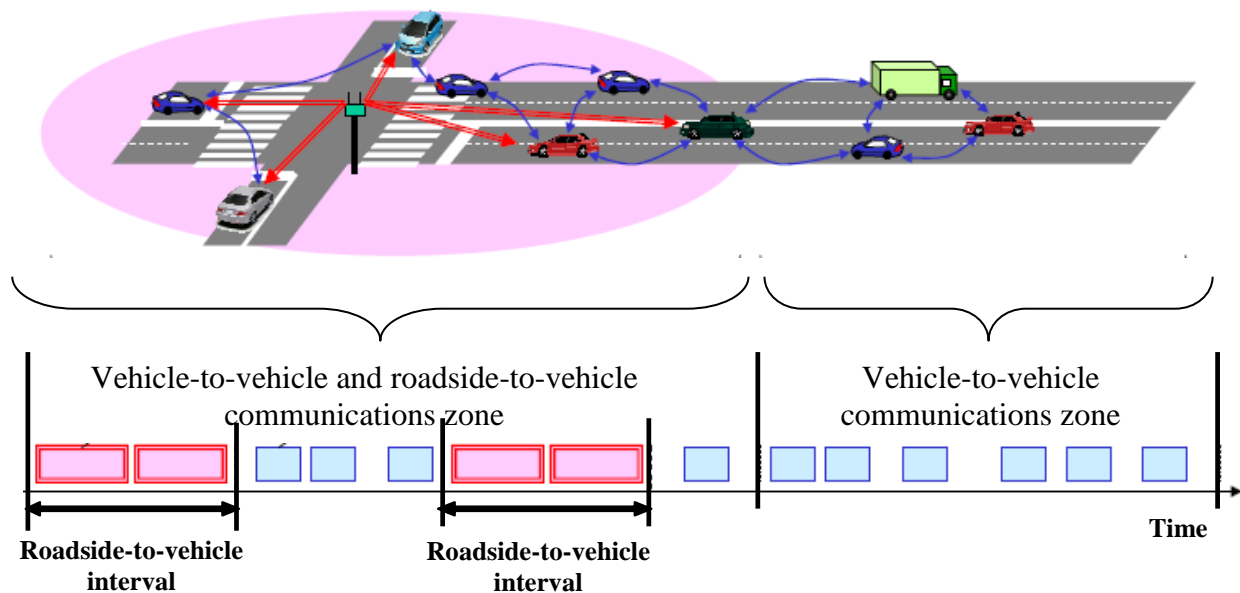 Vehicle-to-vehicle and roadside-to-vehicle
communications zone
Vehicle-to-vehicle
communications zone
Time
Roadside-to-vehicle
interval
Roadside-to-vehicle
interval